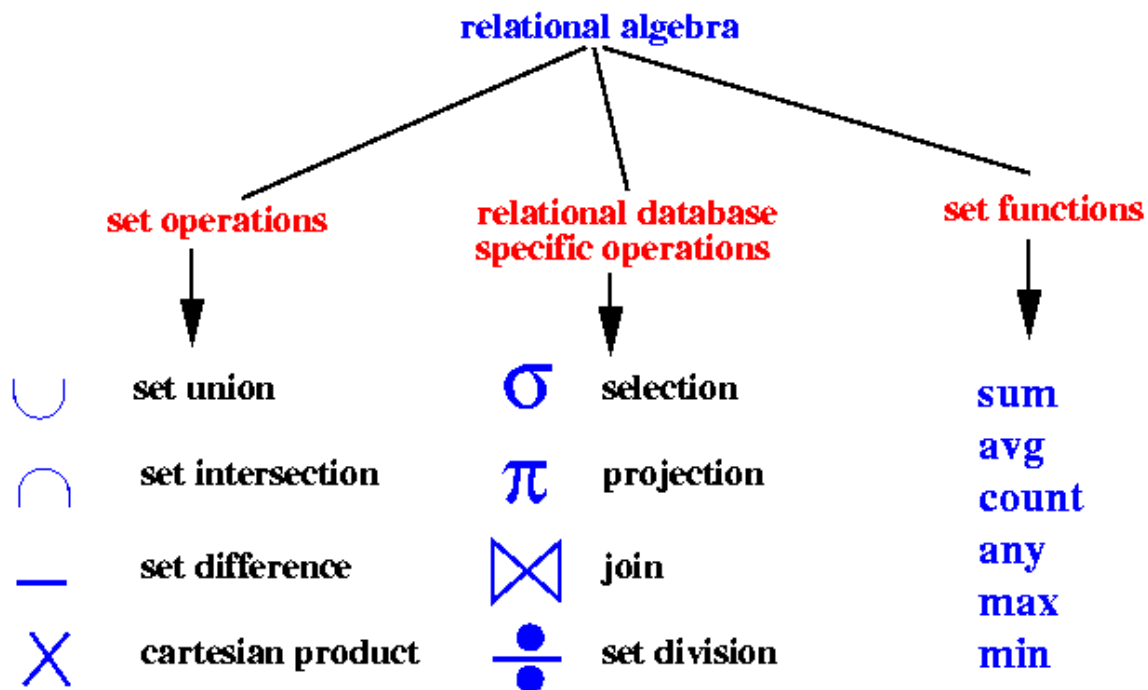 relational algebra
set operations
relational database
specific operations
set functions
∪ set union
∩ set intersection
− set difference
× cartesian product
σ selection
π projection
⋈ join
÷ set division
sum
avg
count
any
max
min